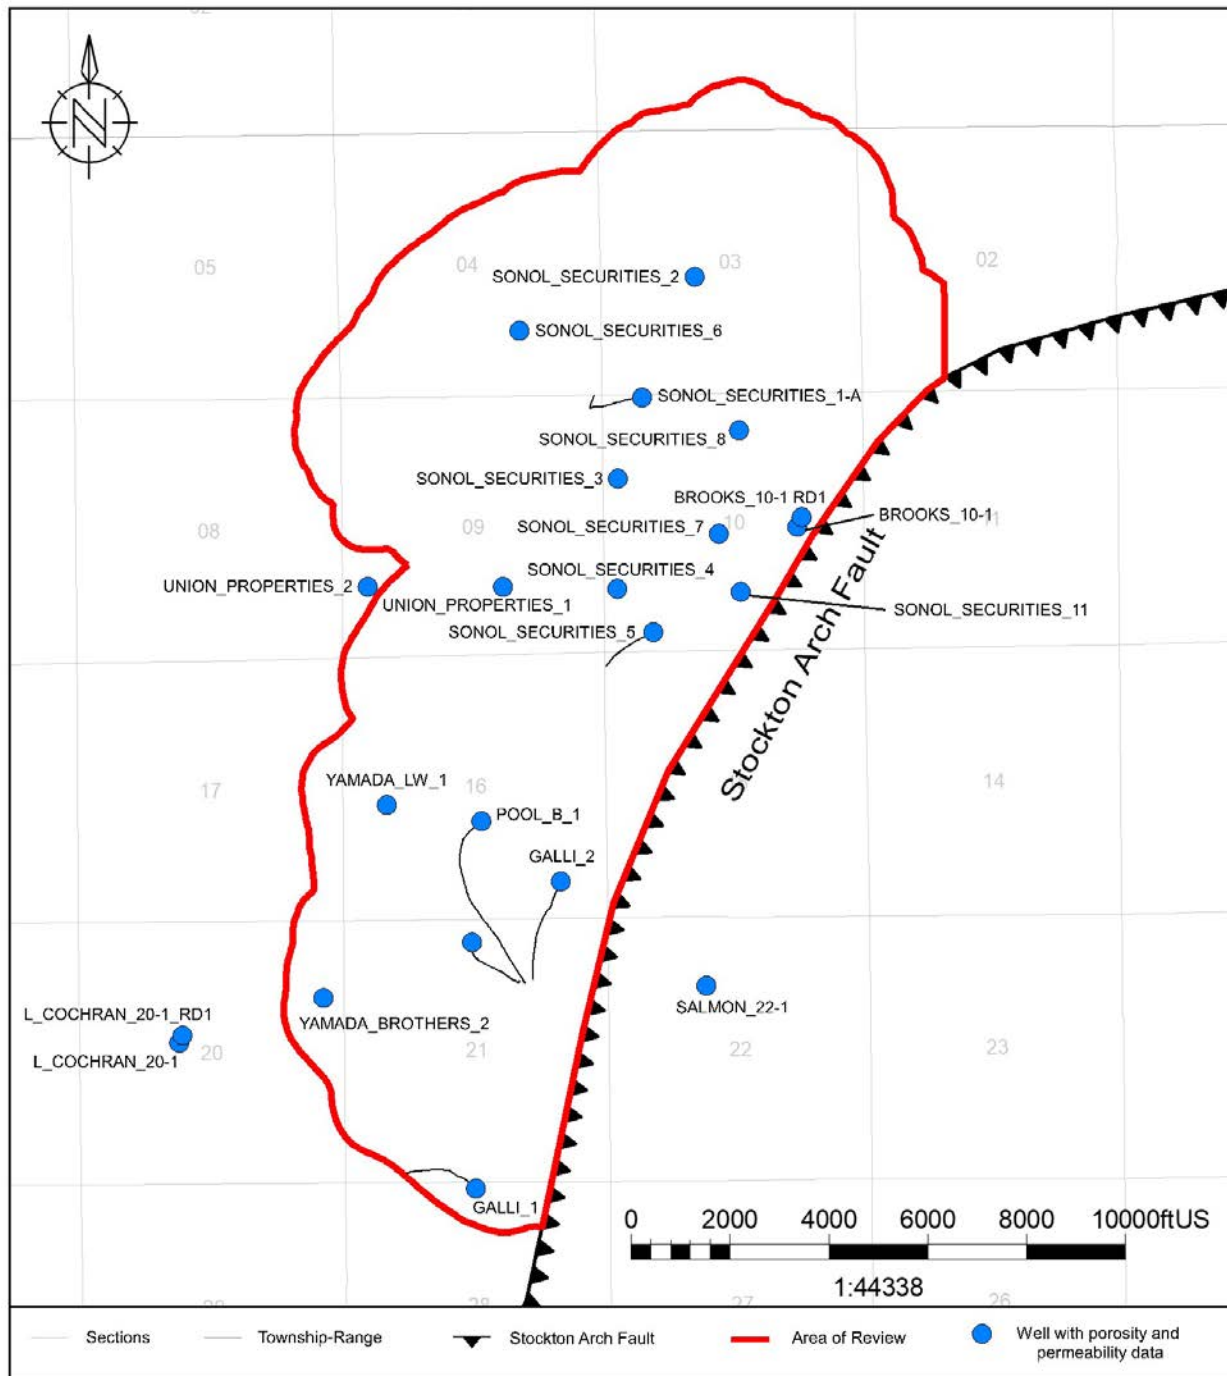 N
05
04
03
02
SONOL_SECURITIES_2
SONOL_SECURITIES_6
SONOL_SECURITIES_1-A
SONOL_SECURITIES_8
SONOL_SECURITIES_3
BROOKS_10-1 RD1
BROOKS_10-1
08
09
SONOL_SECURITIES_7
10
11
SONOL_SECURITIES_4
UNION_PROPERTIES_2
UNION_PROPERTIES_1
SONOL_SECURITIES_11
SONOL_SECURITIES_5
Stockton Arch Fault
17
YAMADA_LW_1
16
14
POOL_B_1
GALLI_2
L_COCHRAN_20-1_RD1
YAMADA_BROTHERS_2
SALMON_22-1
L_COCHRAN_20-1
20
21
22
23
GALLI_1
0 2000 4000 6000 8000 10000ftUS
1:44338
27
26
Sections
Township-Range
Stockton Arch Fault
Area of Review
Well with porosity and
permeability data